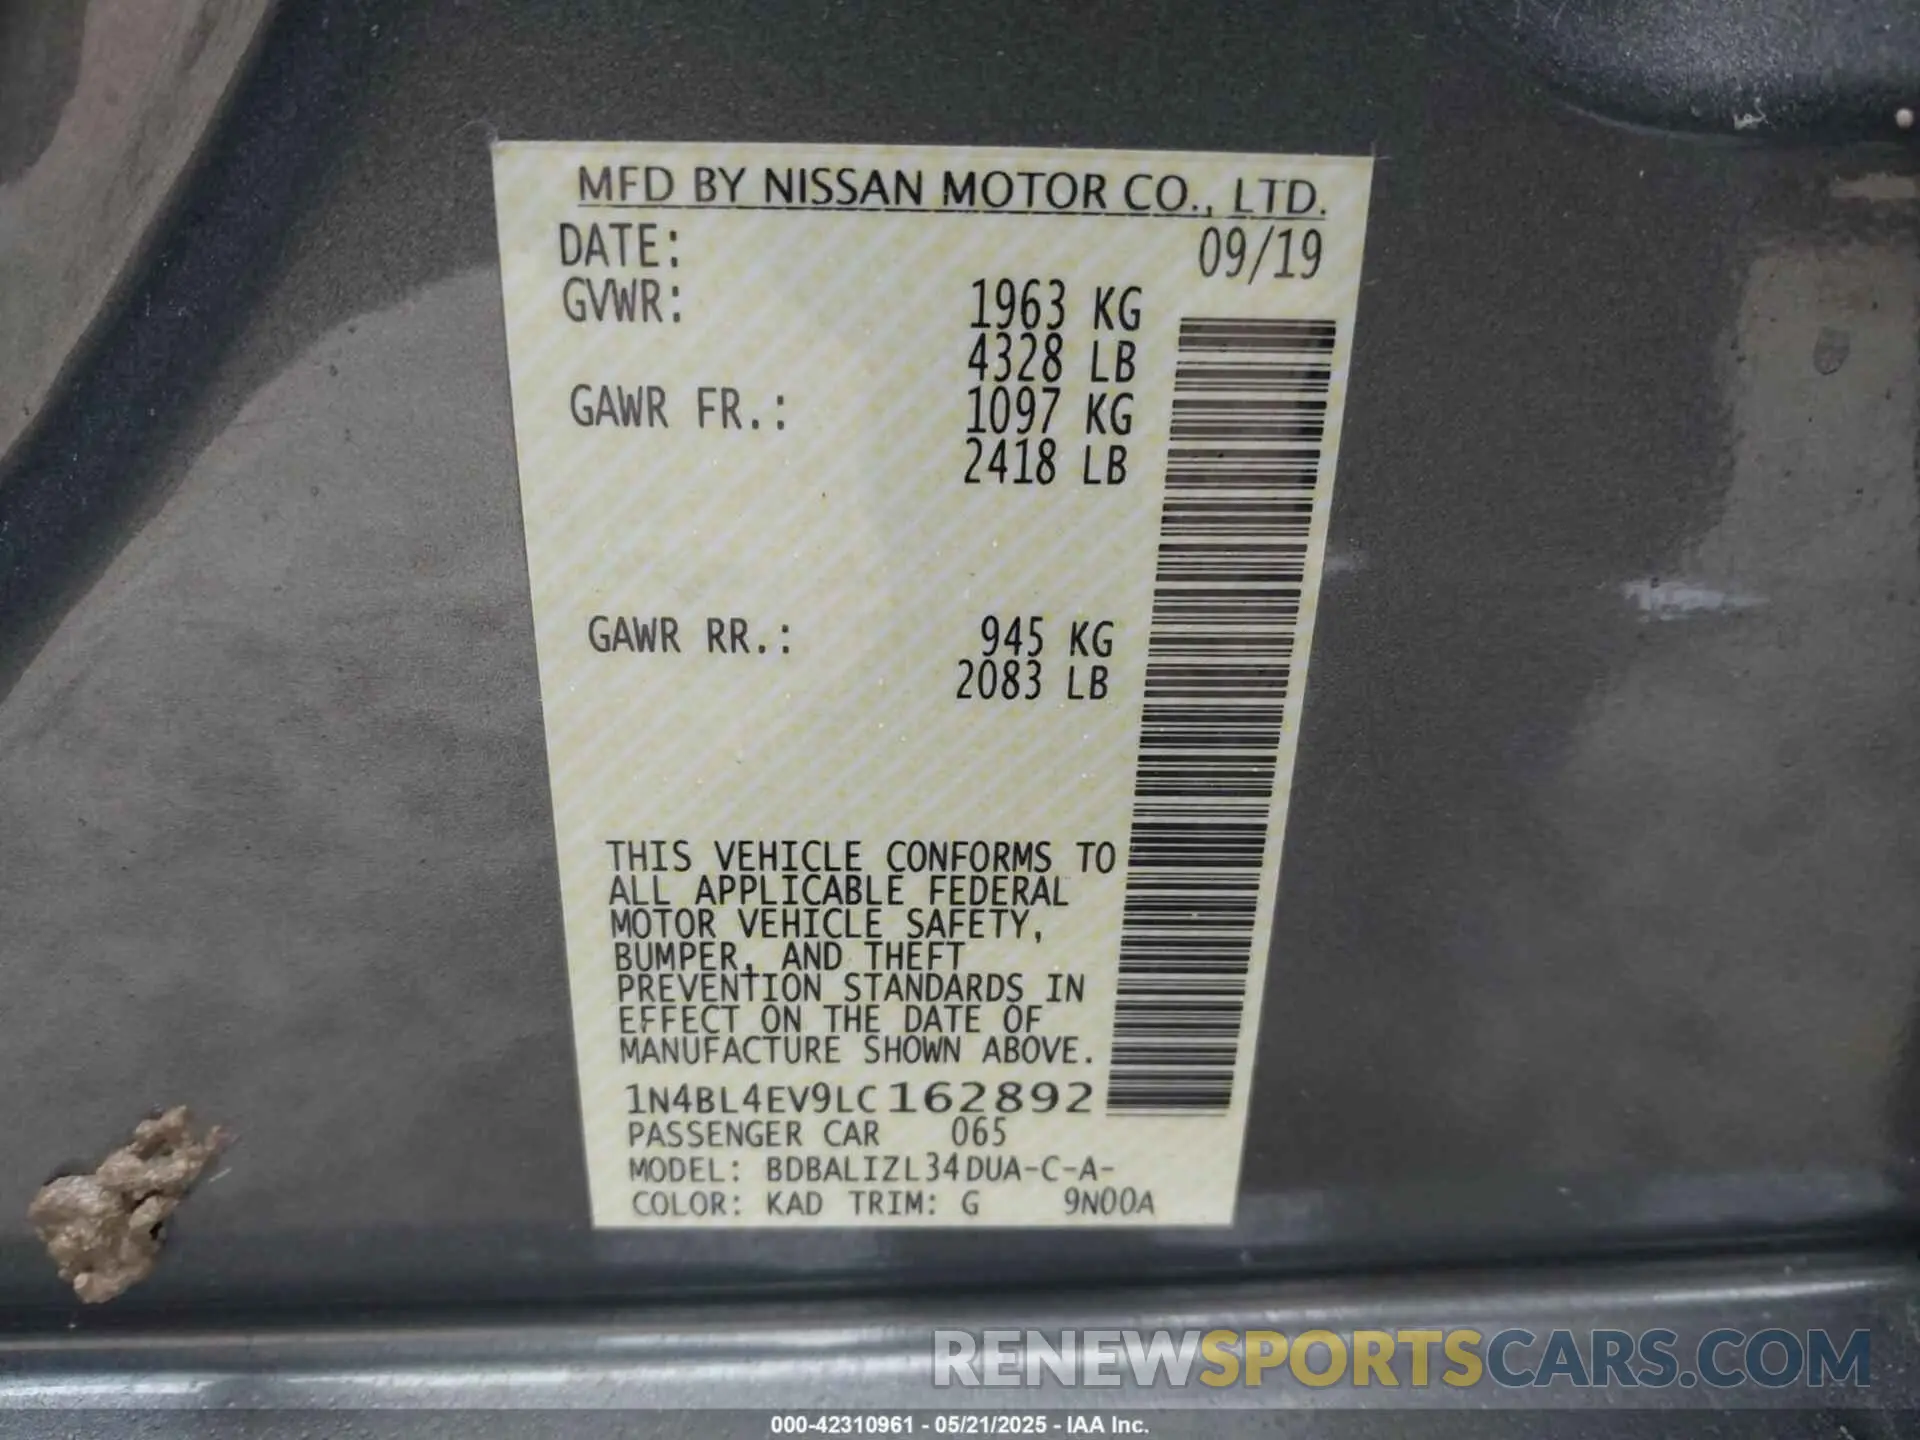 MFD BY NISSAN MOTOR CO., LTD.
DATE: 09/19
GVWR: 1963 KG
4328 LB
GAWR FR.: 1097 KG
2418 LB
GAWR RR.: 945 KG
2083 LB
THIS VEHICLE CONFORMS TO
ALL APPLICABLE FEDERAL
MOTOR VEHICLE SAFETY,
BUMPER, AND THEFT
PREVENTION STANDARDS IN
EFFECT ON THE DATE OF
MANUFACTURE SHOWN ABOVE.
1N4BL4EV9LC162892
PASSENGER CAR 065
MODEL: BDBALIZL34DUA-C-A-
COLOR: KAD TRIM: G 9N00A
RENEWSPORTSCARS.COM
000-42310961 - 05/21/2025 - IAA Inc.